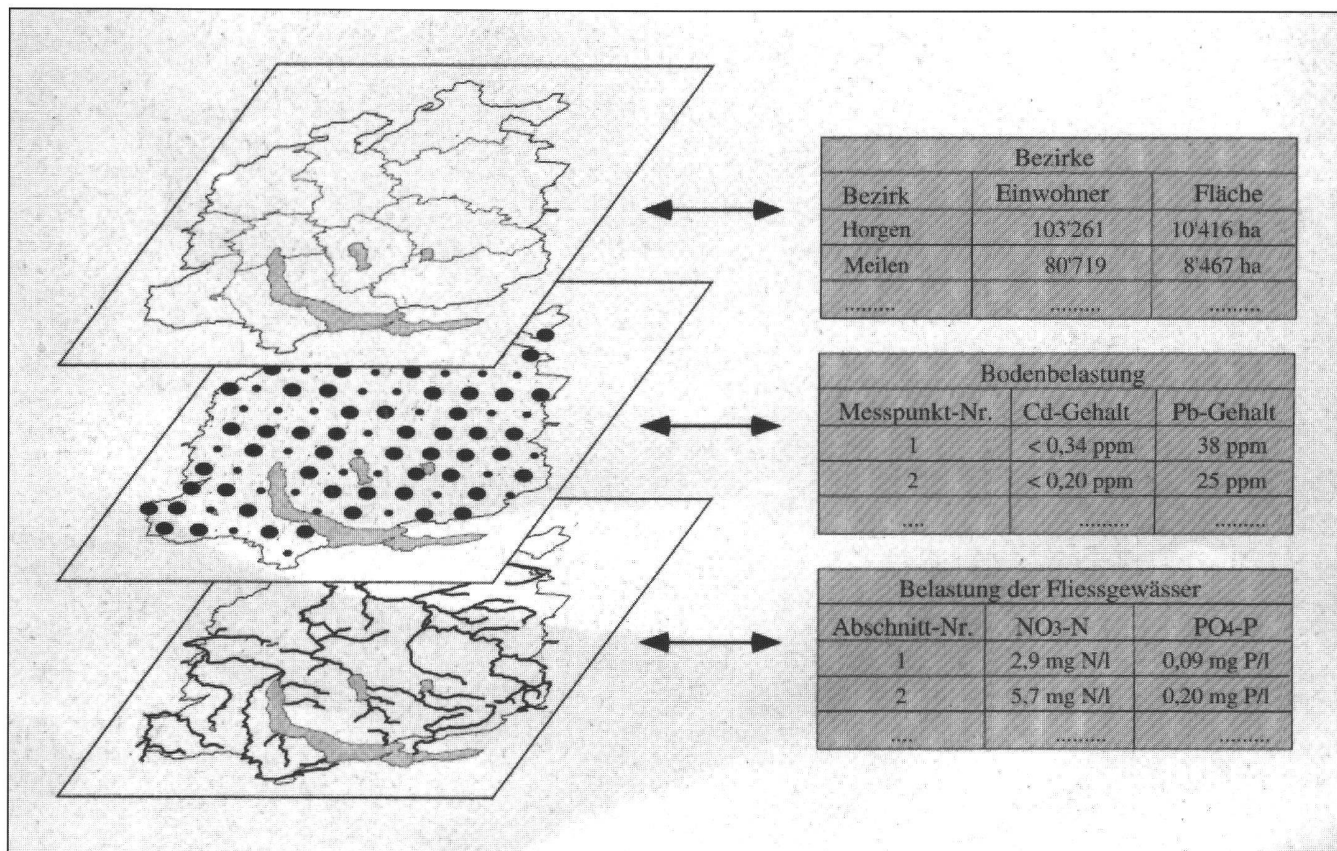 Bezirke
Bezirk Einwohner Fläche
Horgen 103'261 10'416 ha
Meilen 80'719 8'467 ha
......... ......... .........
Bodenbelastung
Messpunkt-Nr. Cd-Gehalt Pb-Gehalt
1 < 0,34 ppm 38 ppm
2 < 0,20 ppm 25 ppm
.... ......... .........
Belastung der Fliessgewässer
Abschnitt-Nr. NO3-N PO4-P
1 2,9 mg N/l 0,09 mg P/l
2 5,7 mg N/l 0,20 mg P/l
.... ......... .........